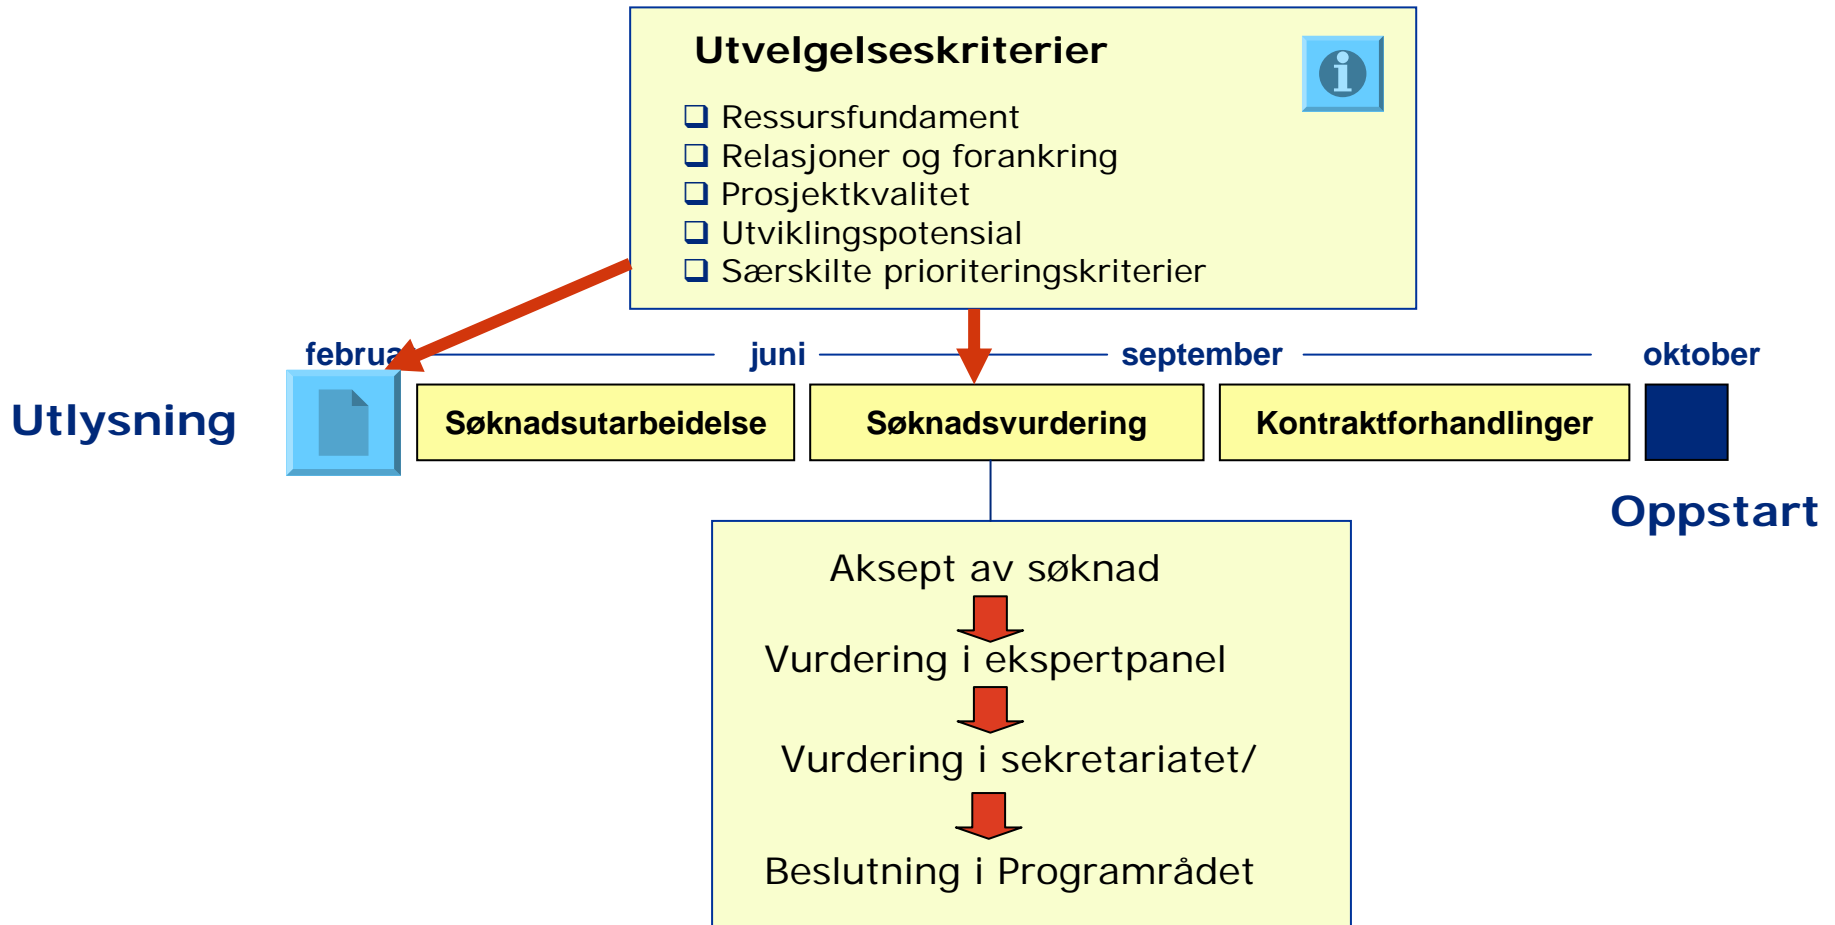 Utvelgelseskriterier
Ressursfundament
Relasjoner og forankring
Prosjektkvalitet
Utviklingspotensial
Særskilte prioriteringskriterier
februa juni september oktober
Utlysning Søknadsutarbeidelse Søknadsvurdering Kontraktforhandlinger
Oppstart
Aksept av søknad
Vurdering i ekspertpanel
Vurdering i sekretariatet/
Beslutning i Programrådet